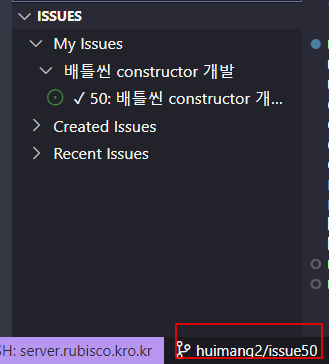 ISSUES
My Issues
배틀씬 constructor 개발
✓ 50: 배틀씬 constructor 개...
Created Issues
Recent Issues
SH: server.rubisco.kro.kr
huimang2/issue50